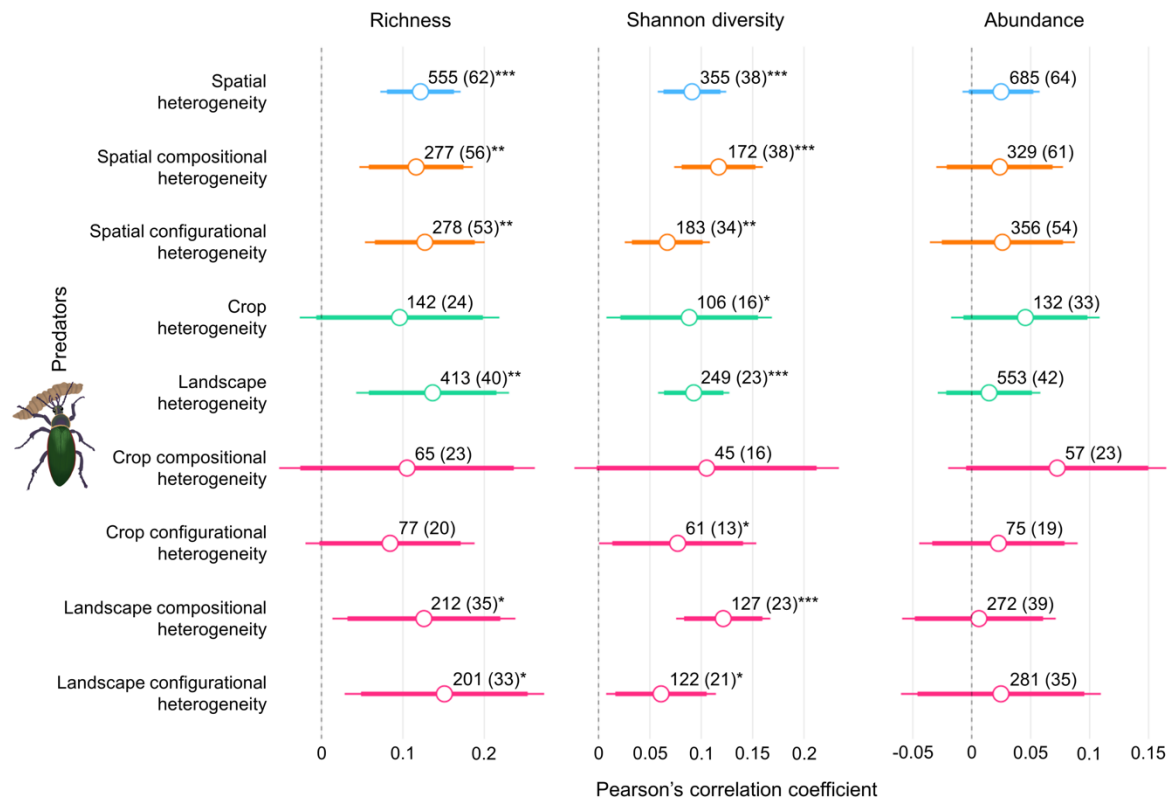 Richness
Shannon diversity
Abundance
Predators
Spatial
heterogeneity
555 (62)***
355 (38)***
685 (64)
Spatial compositional
heterogeneity
277 (56)**
172 (38)***
329 (61)
Spatial configurational
heterogeneity
278 (53)**
183 (34)**
356 (54)
Crop
heterogeneity
142 (24)
106 (16)*
132 (33)
Landscape
heterogeneity
413 (40)**
249 (23)***
553 (42)
Crop compositional
heterogeneity
65 (23)
45 (16)
57 (23)
Crop configurational
heterogeneity
77 (20)
61 (13)*
75 (19)
Landscape compositional
heterogeneity
212 (35)*
127 (23)***
272 (39)
Landscape configurational
heterogeneity
201 (33)*
122 (21)*
281 (35)
0 0.1 0.2
0 0.05 0.1 0.15 0.2
-0.05 0 0.05 0.1 0.15
Pearson's correlation coefficient